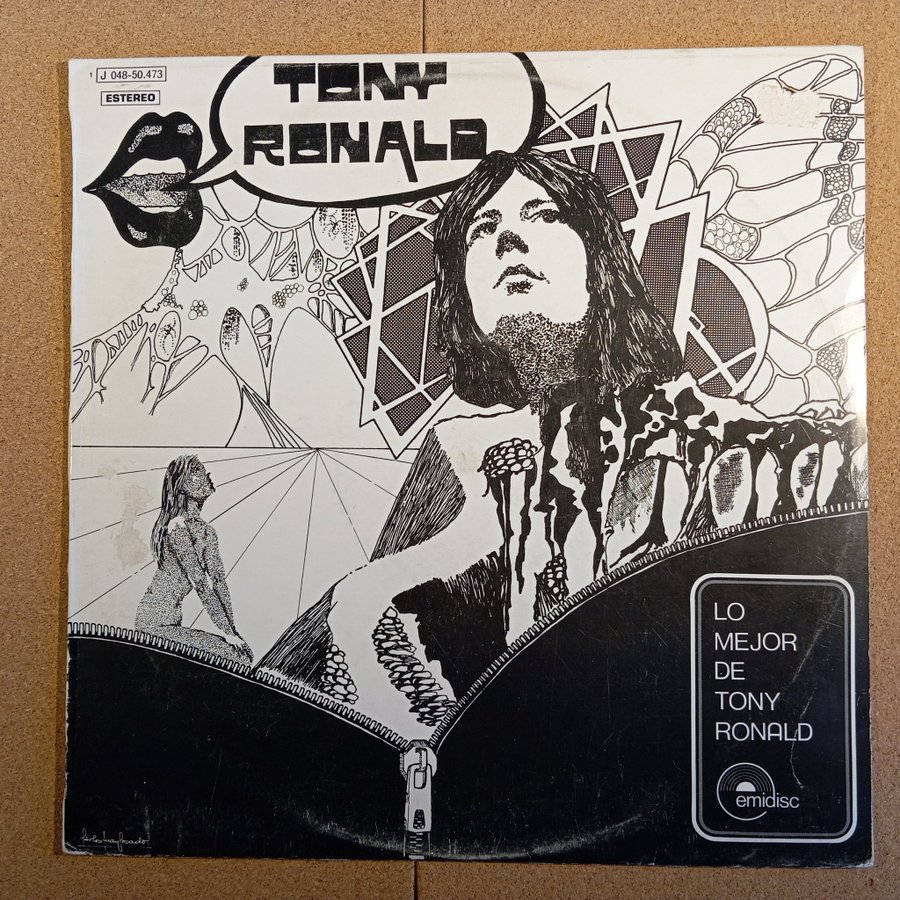 1 J 048-50.473
ESTEREO
TONY
RONALD
LO
MEJOR
DE
TONY
RONALD
emidisc